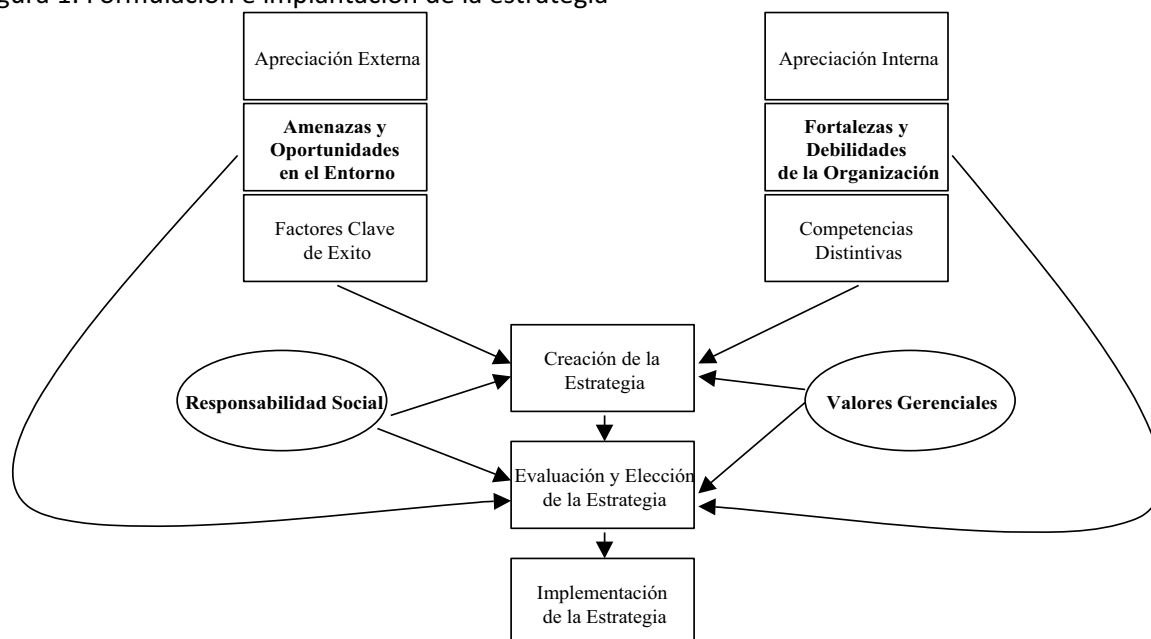 gura 1. Formulación e implantación de la estrategia
Apreciación Externa
Amenazas y
Oportunidades
en el Entorno
Factores Clave
de Exito
Apreciación Interna
Fortalezas y
Debilidades
de la Organización
Competencias
Distintivas
Creación de la
Estrategia
Responsabilidad Social
Valores Gerenciales
Evaluación y Elección
de la Estrategia
Implementación
de la Estrategia